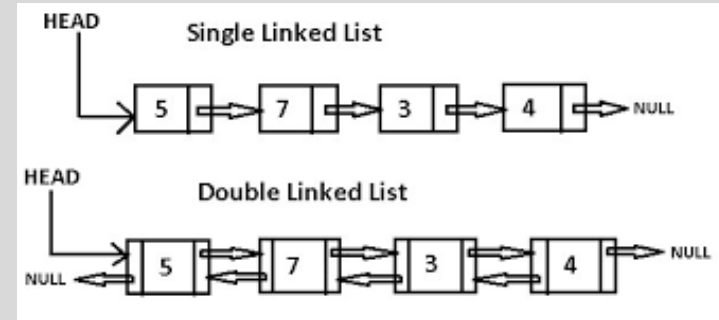 HEAD
Single Linked List
5 7 3 4 NULL
HEAD
Double Linked List
5 7 3 4 NULL
NULL